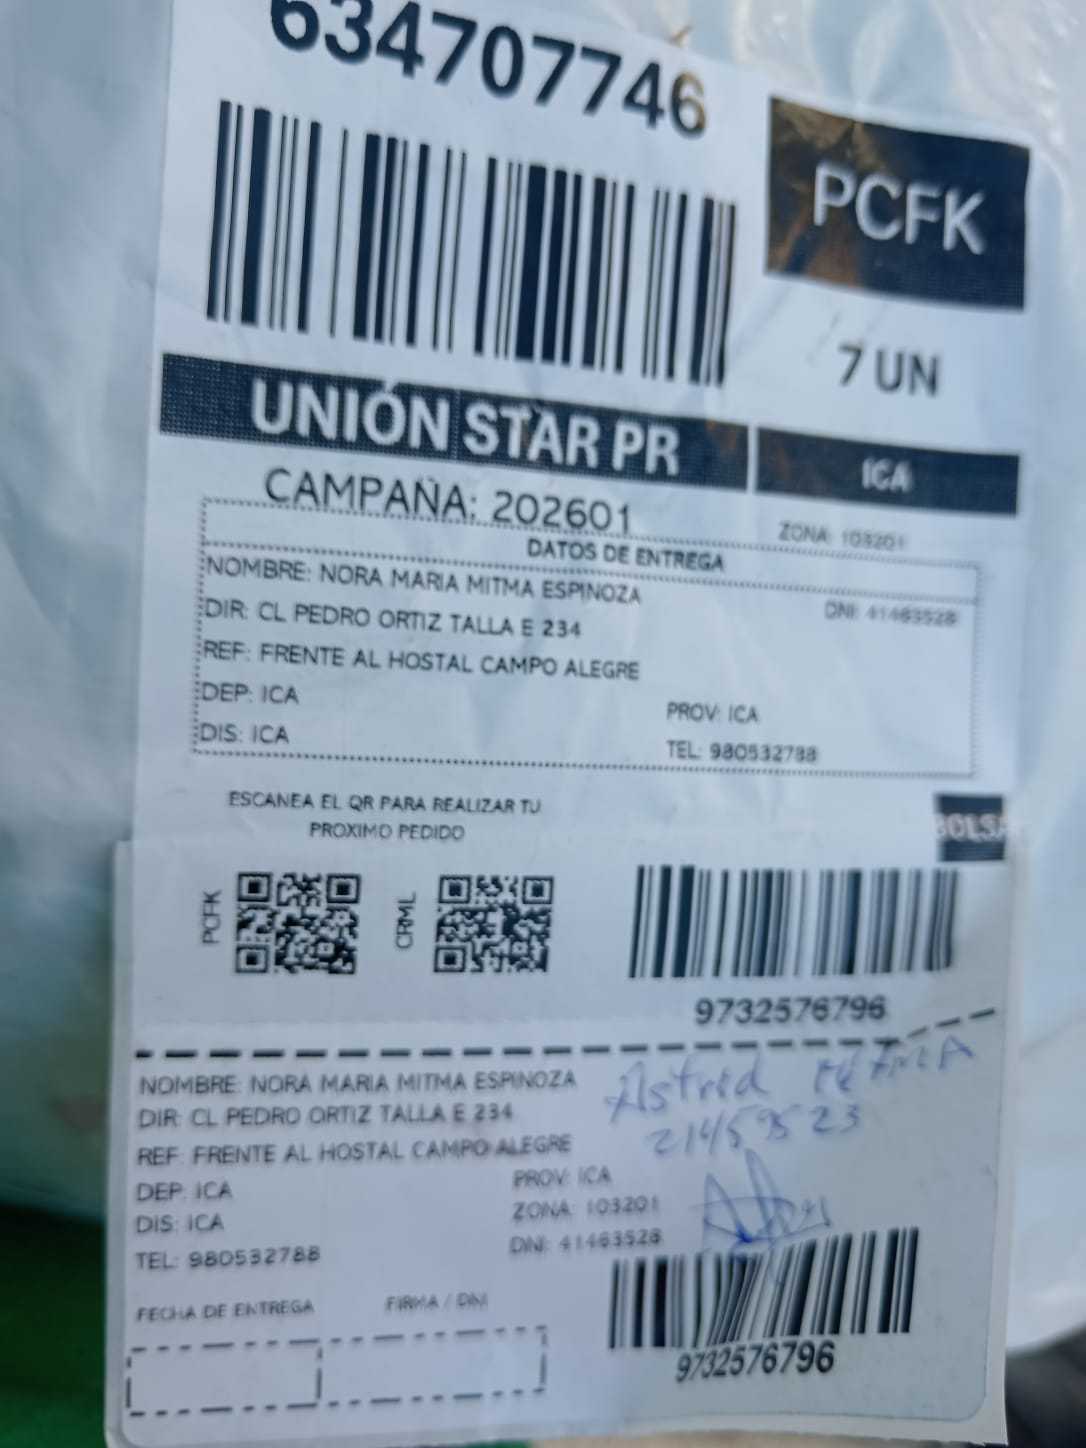 634707746
PCFK
7 UN
UNIÓN STAR PR
ICA
CAMPAÑA: 202601
ZONA: 103201
DATOS DE ENTREGA
NOMBRE: NORA MARIA MITMA ESPINOZA
DNI: 41463528
DIR: CL PEDRO ORTIZ TALLA E 234
REF: FRENTE AL HOSTAL CAMPO ALEGRE
DEP: ICA
PROV: ICA
DIS: ICA
TEL: 980532788
ESCANEA EL QR PARA REALIZAR TU
PROXIMO PEDIDO
BOLSA
PCFK
CRML
9732576796
NOMBRE: NORA MARIA MITMA ESPINOZA
DIR: CL PEDRO ORTIZ TALLA E 234
REF: FRENTE AL HOSTAL CAMPO ALEGRE
DEP: ICA
PROV: ICA
DIS: ICA
ZONA: 103201
TEL: 980532788
DNI: 41463528
Astrid
FECHA DE ENTREGA
FIRMA / DNI
9732576796